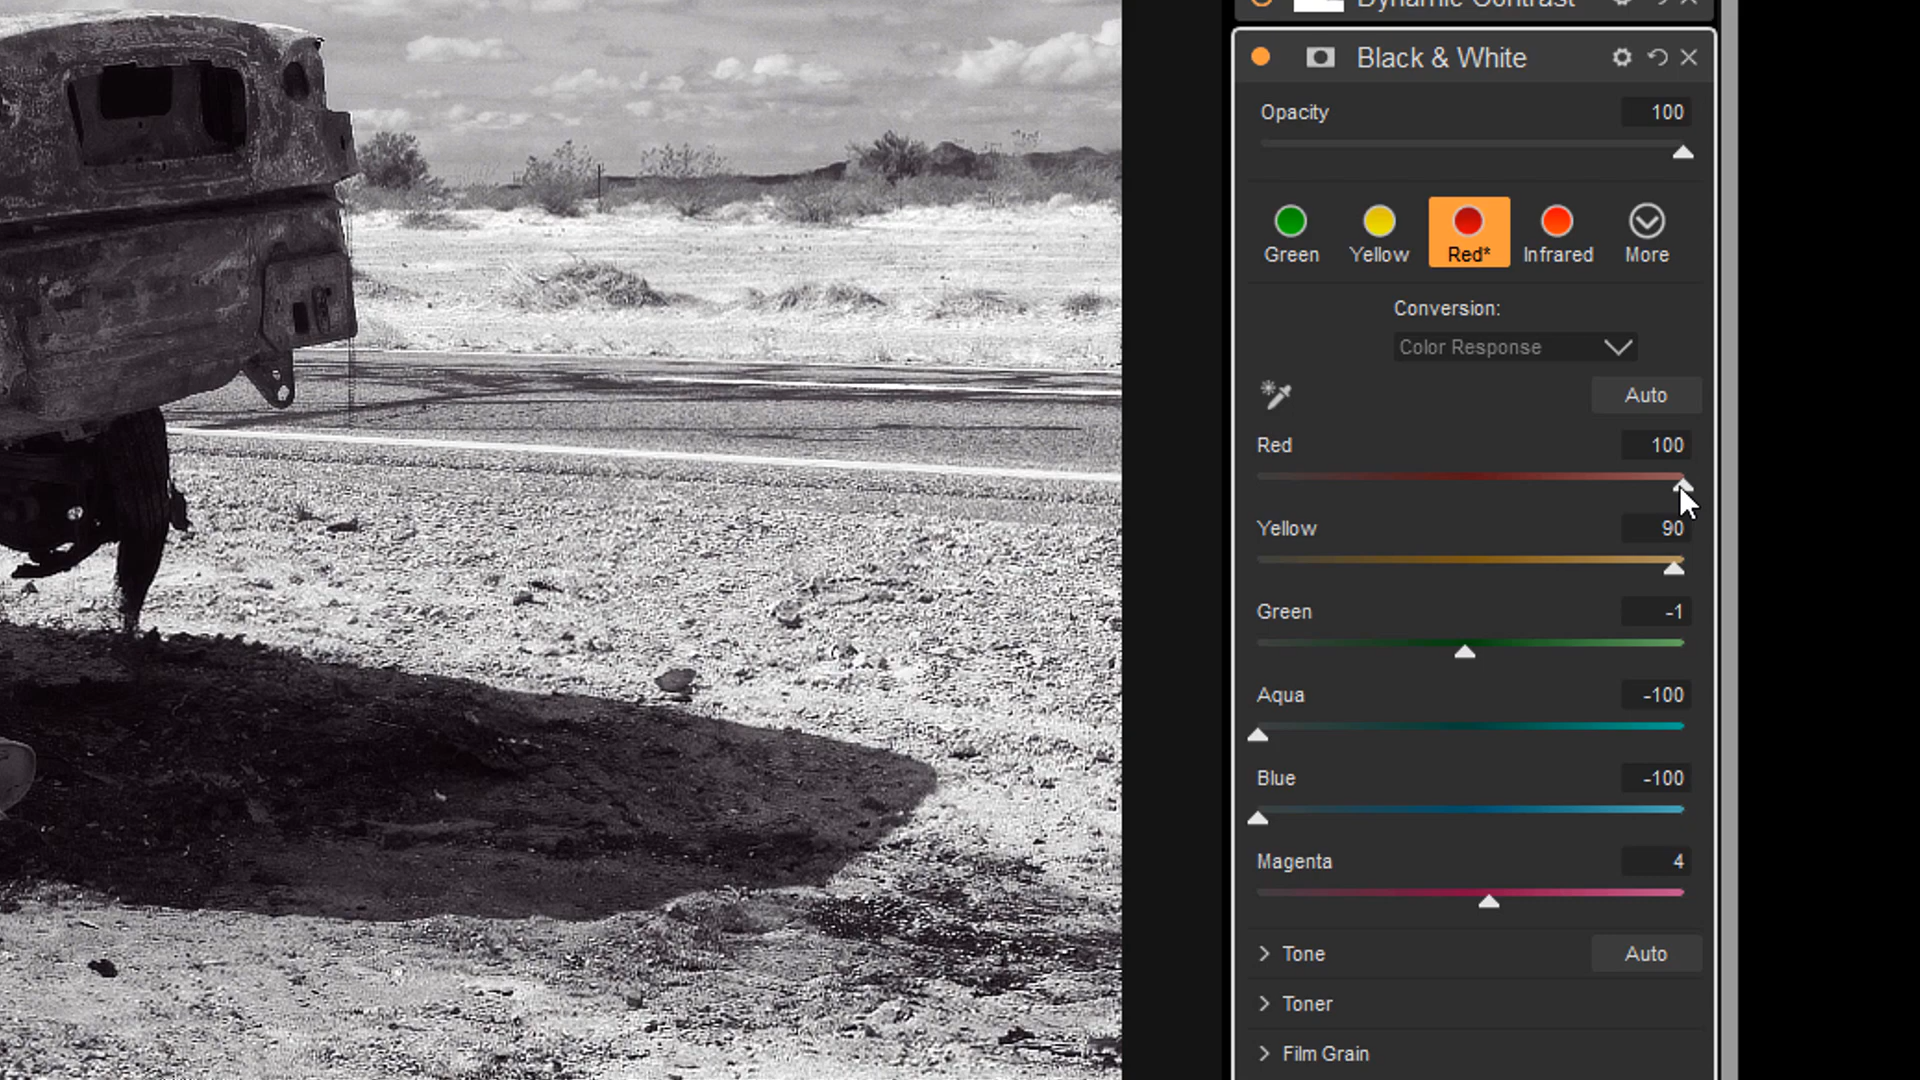 Dynamic Contrast
Black & White
Opacity 100
Green Yellow Red* Infrared More
Conversion:
Color Response
Auto
Red 100
Yellow 90
Green -1
Aqua -100
Blue -100
Magenta 4
Tone Auto
Toner
Film Grain